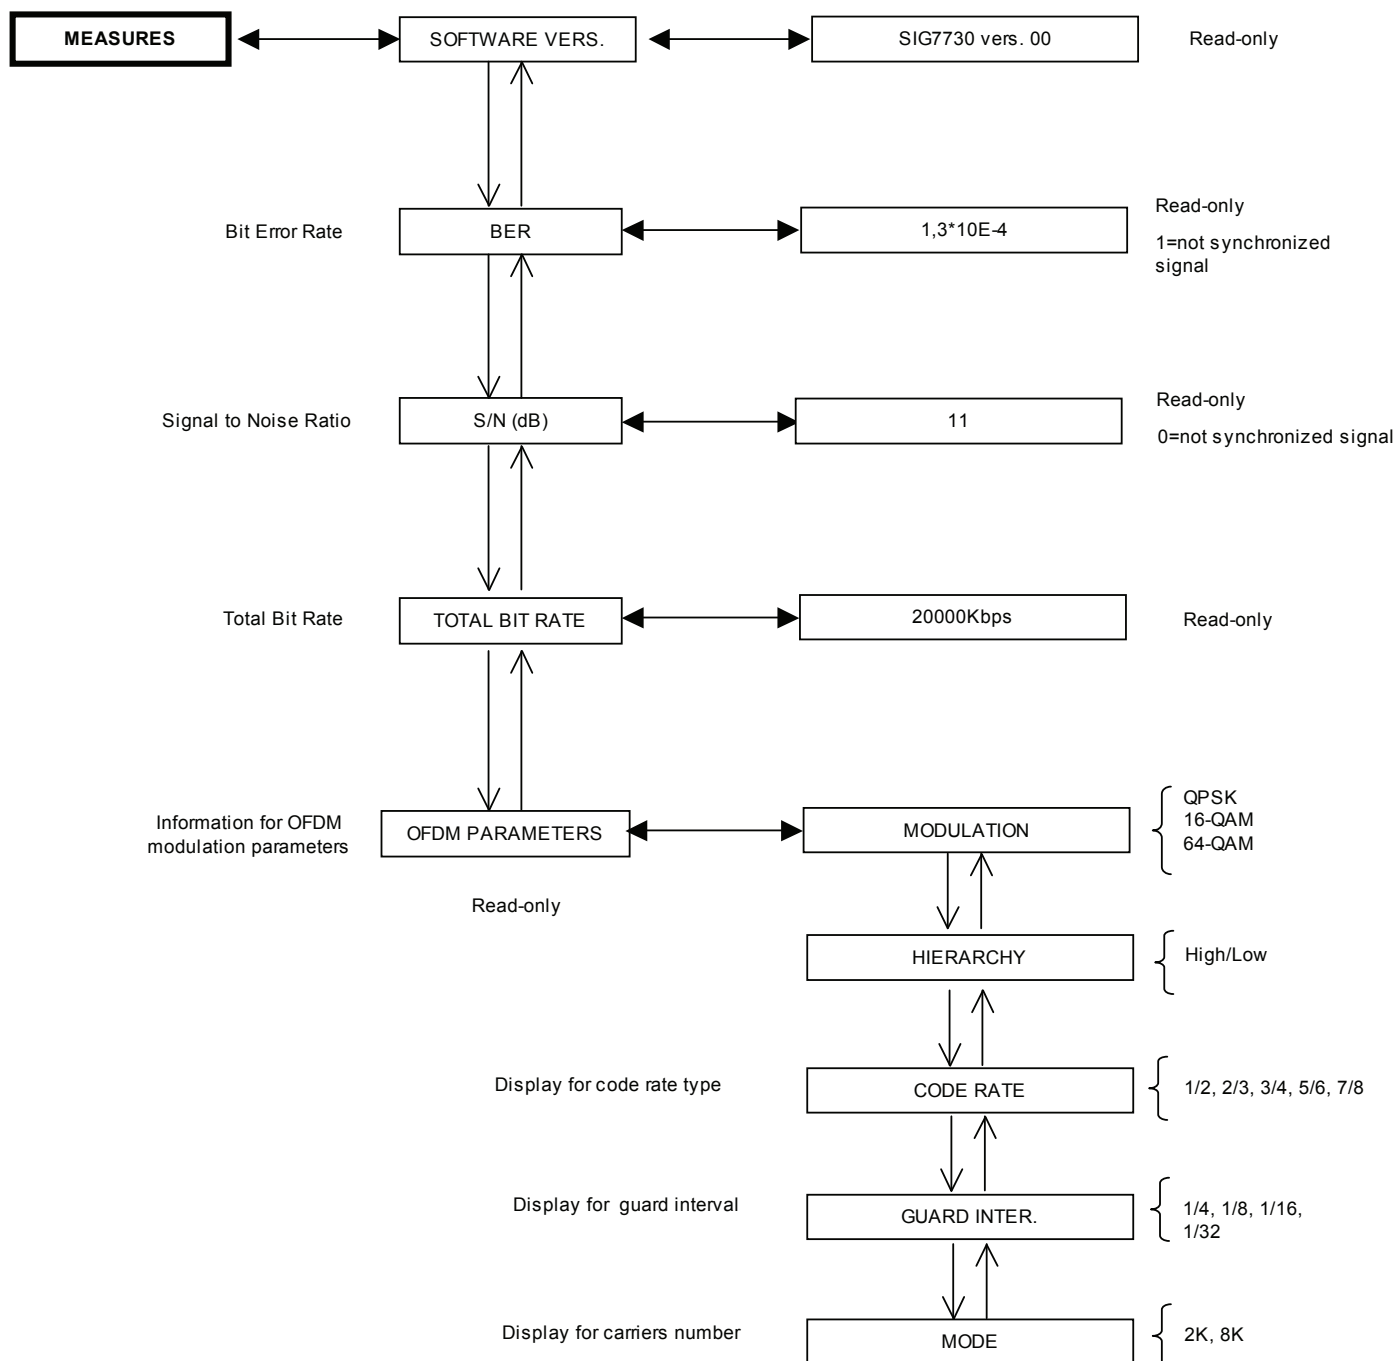 MEASURES
SOFTWARE VERS.
SIG7730 vers. 00
Read-only
Bit Error Rate
BER
1,3*10E-4
Read-only
1=not synchronized
signal
Signal to Noise Ratio
S/N (dB)
11
Read-only
0=not synchronized signal
Total Bit Rate
TOTAL BIT RATE
20000Kbps
Read-only
Information for OFDM
modulation parameters
OFDM PARAMETERS
Read-only
MODULATION
QPSK
16-QAM
64-QAM
HIERARCHY
High/Low
Display for code rate type
CODE RATE
1/2, 2/3, 3/4, 5/6, 7/8
Display for guard interval
GUARD INTER.
1/4, 1/8, 1/16,
1/32
Display for carriers number
MODE
2K, 8K